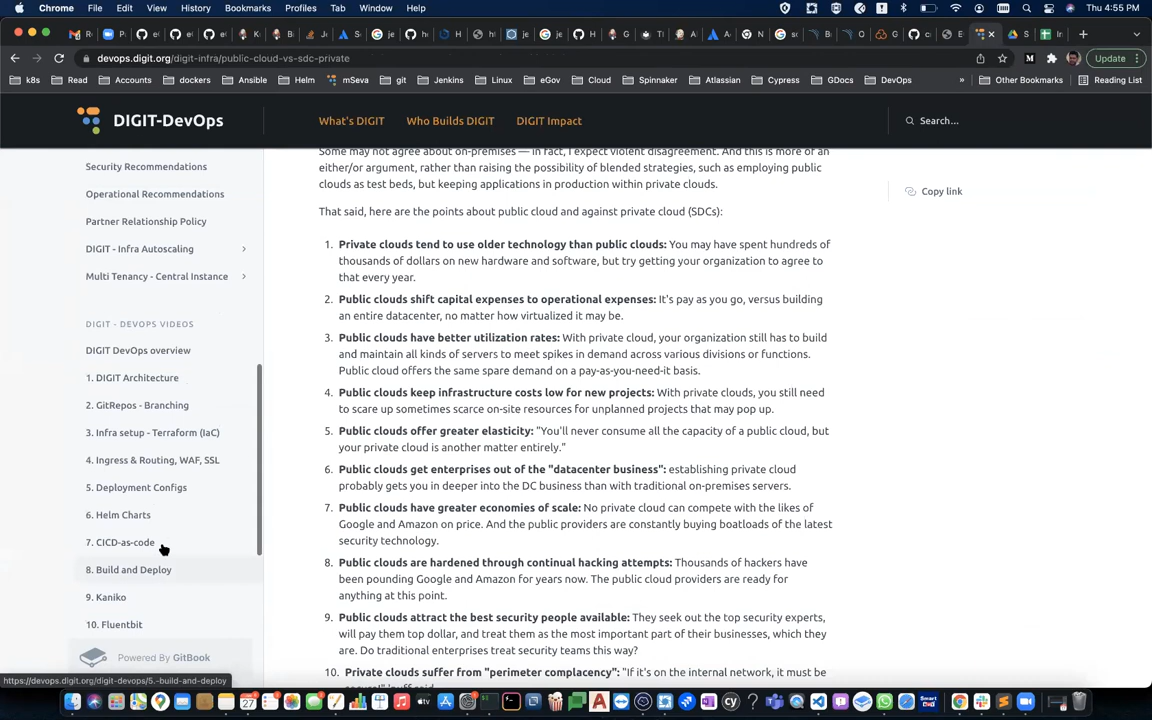 Chrome File Edit View History Bookmarks Profiles Tab Window Help Thu 4:55 PM
devops.digit.org/digit-infra/public-cloud-vs-sdc-private Update
k8s Read Accounts dockers Ansible Helm mSeva git Jenkins Linux eGov Cloud Spinnaker Atlassian Cypress GDocs DevOps » Other Bookmarks Reading List
DIGIT-DevOps What's DIGIT Who Builds DIGIT DIGIT Impact Search...
Security Recommendations
Operational Recommendations
Partner Relationship Policy
DIGIT - Infra Autoscaling
Multi Tenancy - Central Instance
DIGIT - DEVOPS VIDEOS
DIGIT DevOps overview
1. DIGIT Architecture
2. GitRepos - Branching
3. Infra setup - Terraform (IaC)
4. Ingress & Routing, WAF, SSL
5. Deployment Configs
6. Helm Charts
7. CICD-as-code
8. Build and Deploy
9. Kaniko
10. Fluentbit
Powered By GitBook
https://devops.digit.org/digit-devops/5.-build-and-deploy
Some may not agree about on-premises — in fact, I expect violent disagreement. And this is more of an
either/or argument, rather than raising the possibility of blended strategies, such as employing public
clouds as test beds, but keeping applications in production within private clouds.
That said, here are the points about public cloud and against private cloud (SDCs):
1. Private clouds tend to use older technology than public clouds: You may have spent hundreds of
thousands of dollars on new hardware and software, but try getting your organization to agree to
that every year.
2. Public clouds shift capital expenses to operational expenses: It's pay as you go, versus building
an entire datacenter, no matter how virtualized it may be.
3. Public clouds have better utilization rates: With private cloud, your organization still has to build
and maintain all kinds of servers to meet spikes in demand across various divisions or functions.
Public cloud offers the same spare demand on a pay-as-you-need-it basis.
4. Public clouds keep infrastructure costs low for new projects: With private clouds, you still need
to scare up sometimes scarce on-site resources for unplanned projects that may pop up.
5. Public clouds offer greater elasticity: "You'll never consume all the capacity of a public cloud, but
your private cloud is another matter entirely."
6. Public clouds get enterprises out of the "datacenter business": establishing private cloud
probably gets you in deeper into the DC business than with traditional on-premises servers.
7. Public clouds have greater economies of scale: No private cloud can compete with the likes of
Google and Amazon on price. And the public providers are constantly buying boatloads of the latest
security technology.
8. Public clouds are hardened through continual hacking attempts: Thousands of hackers have
been pounding Google and Amazon for years now. The public cloud providers are ready for
anything at this point.
9. Public clouds attract the best security people available: They seek out the top security experts,
will pay them top dollar, and treat them as the most important part of their businesses, which they
are. Do traditional enterprises treat security teams this way?
10. Private clouds suffer from "perimeter complacency": "If it's on the internal network, it must be
Copy link